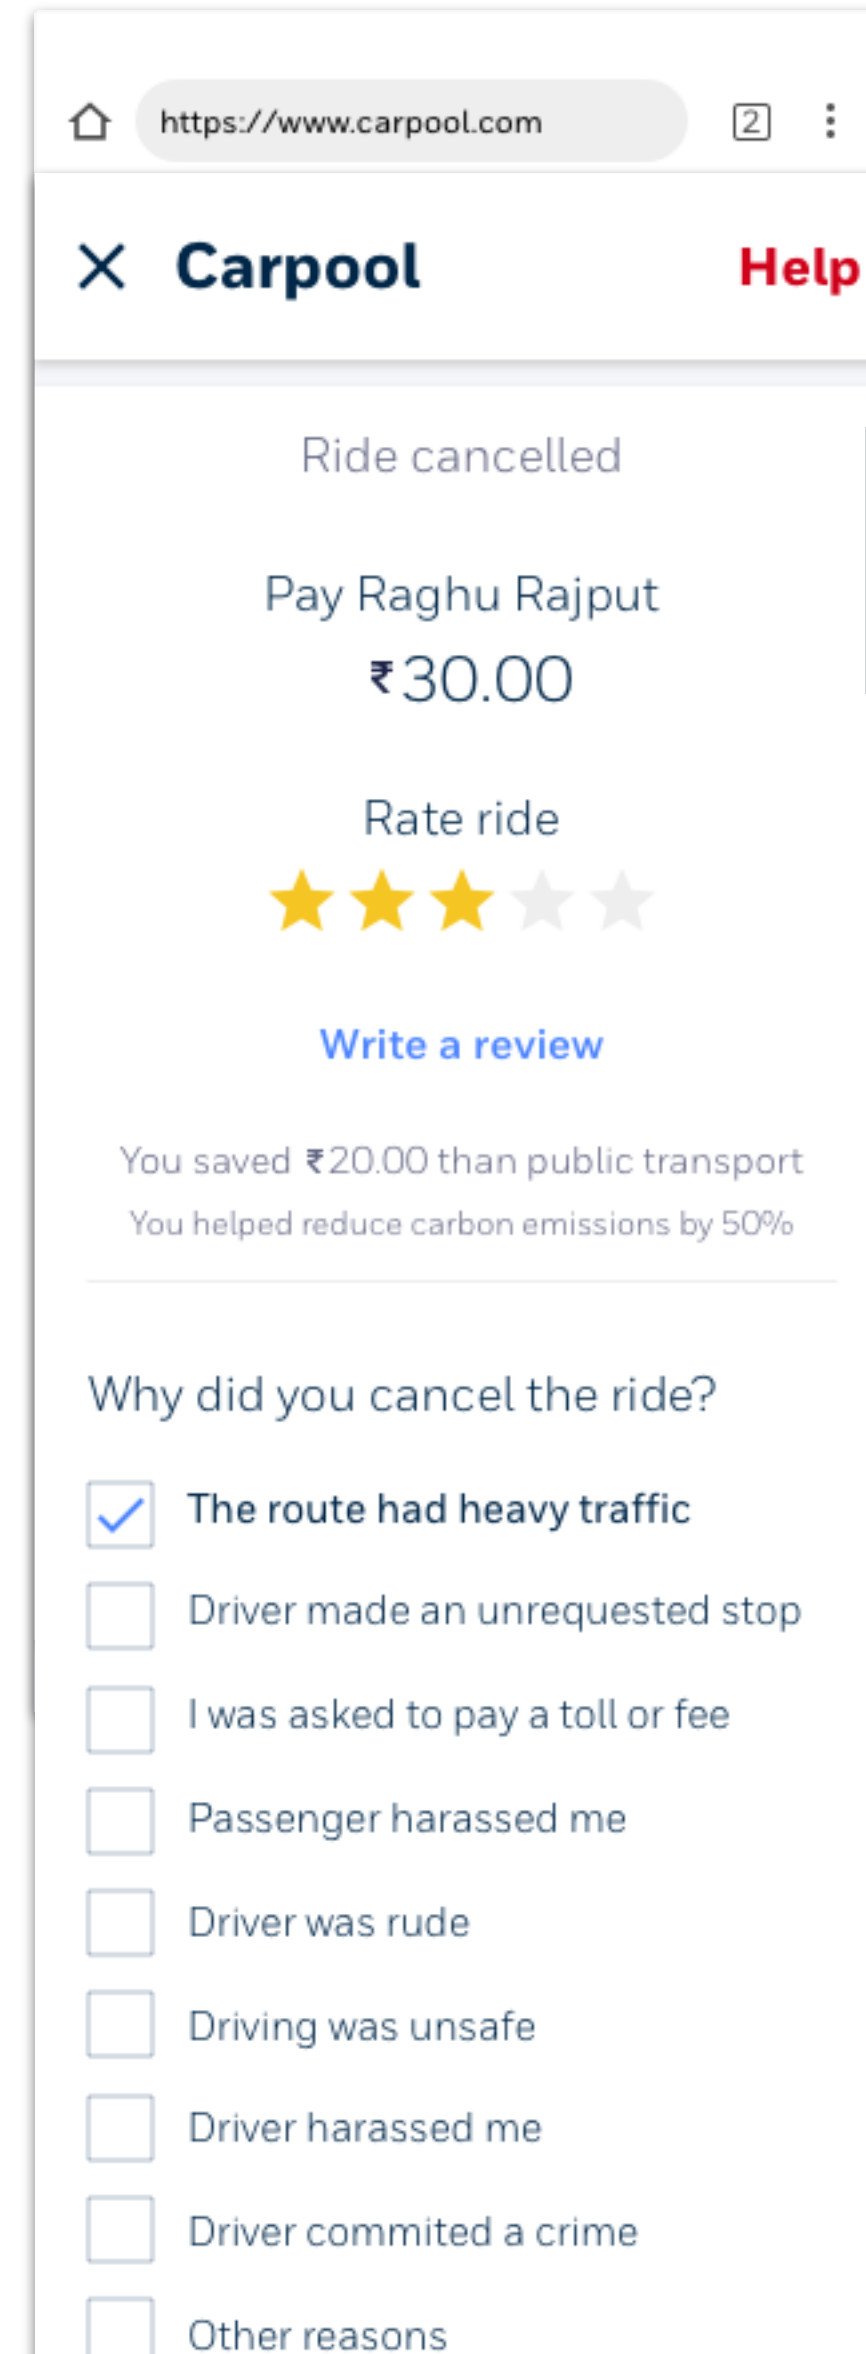 https://www.carpool.com
2
Carpool
Help
Ride cancelled
Pay Raghu Rajput
₹30.00
Rate ride
Write a review
You saved ₹20.00 than public transport
You helped reduce carbon emissions by 50%
Why did you cancel the ride?
The route had heavy traffic
Driver made an unrequested stop
I was asked to pay a toll or fee
Passenger harassed me
Driver was rude
Driving was unsafe
Driver harassed me
Driver commited a crime
Other reasons